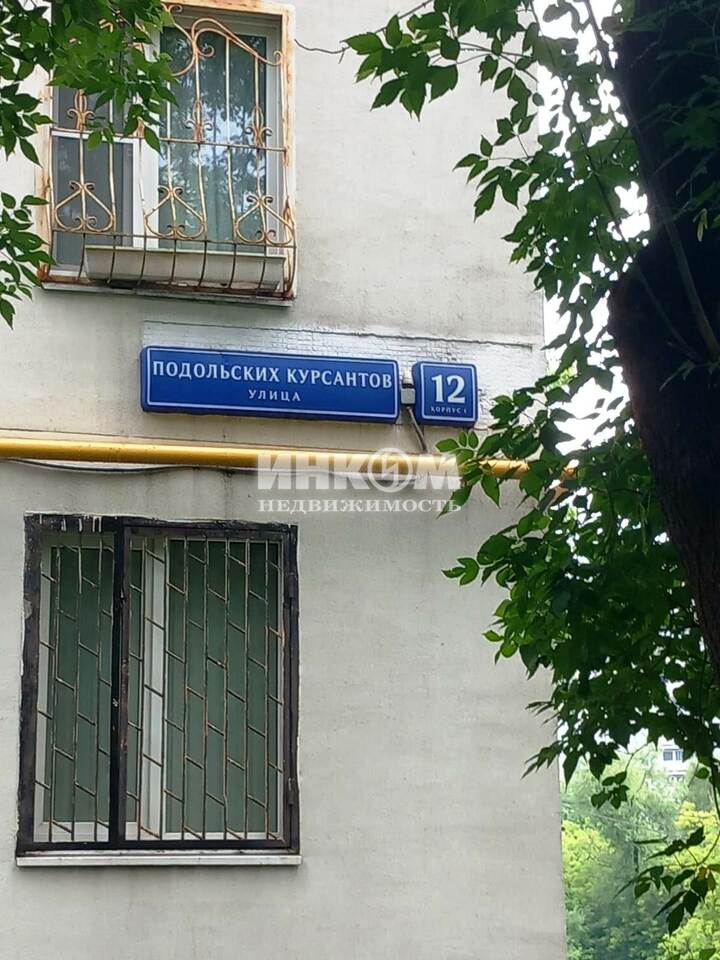 ПОДОЛЬСКИХ КУРСАНТОВ
УЛИЦА
12
КОРПУС 1
ИНКОМ
НЕДВИЖИМОСТЬ